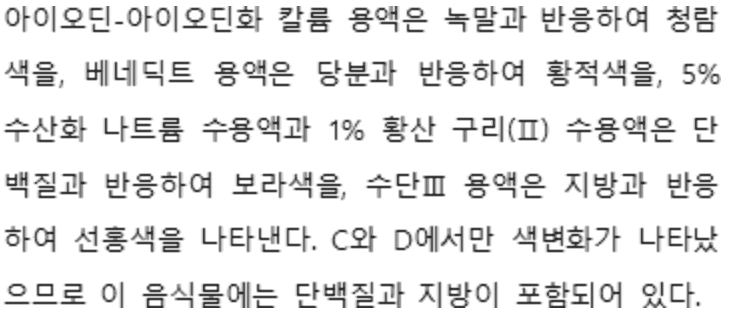 아이오딘-아이오딘화 칼륨 용액은 녹말과 반응하여 청람
색을, 베네딕트 용액은 당분과 반응하여 황적색을, 5%
수산화 나트륨 수용액과 1% 황산 구리(Ⅱ) 수용액은 단
백질과 반응하여 보라색을, 수단Ⅲ 용액은 지방과 반응
하여 선홍색을 나타낸다. C와 D에서만 색변화가 나타났
으므로 이 음식물에는 단백질과 지방이 포함되어 있다.